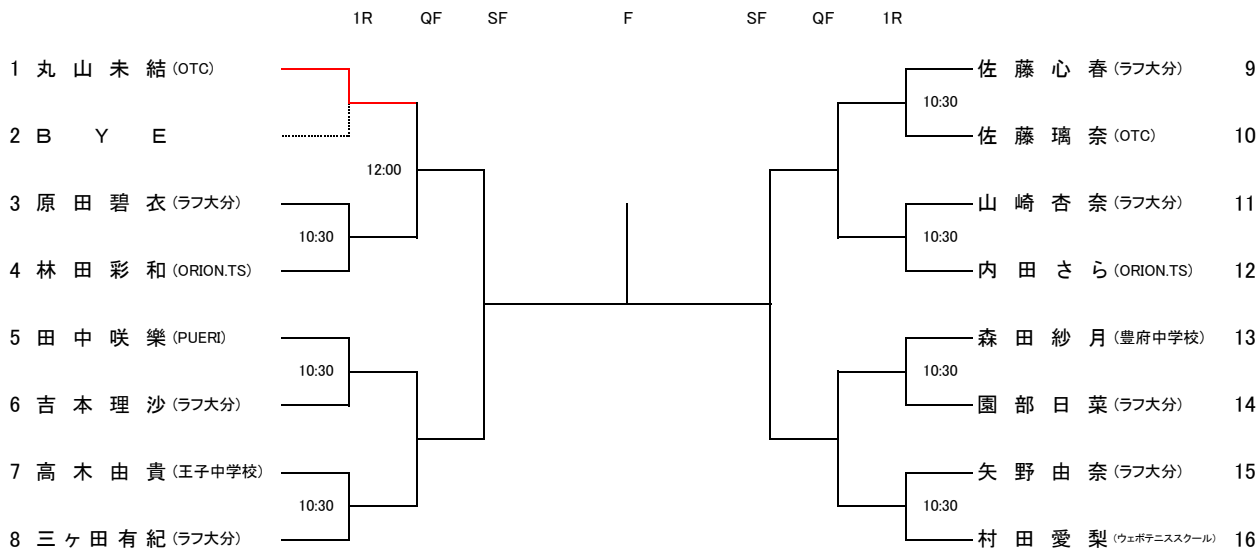 1R QF SF F SF QF 1R
1 丸山未結 (OTC)
2 BYE
12:00
3 原田碧衣 (ラフ大分)
10:30
4 林田彩和 (ORION.TS)
5 田中咲樂 (PUERI)
10:30
6 吉本理沙 (ラフ大分)
7 高木由貴 (王子中学校)
10:30
8 三ヶ田有紀 (ラフ大分)
佐藤心春 (ラフ大分) 9
10:30
佐藤璃奈 (OTC) 10
山崎杏奈 (ラフ大分) 11
10:30
内田さら (ORION.TS) 12
森田紗月 (豊府中学校) 13
10:30
園部日菜 (ラフ大分) 14
矢野由奈 (ラフ大分) 15
10:30
村田愛梨 (ウェボテニススクール) 16